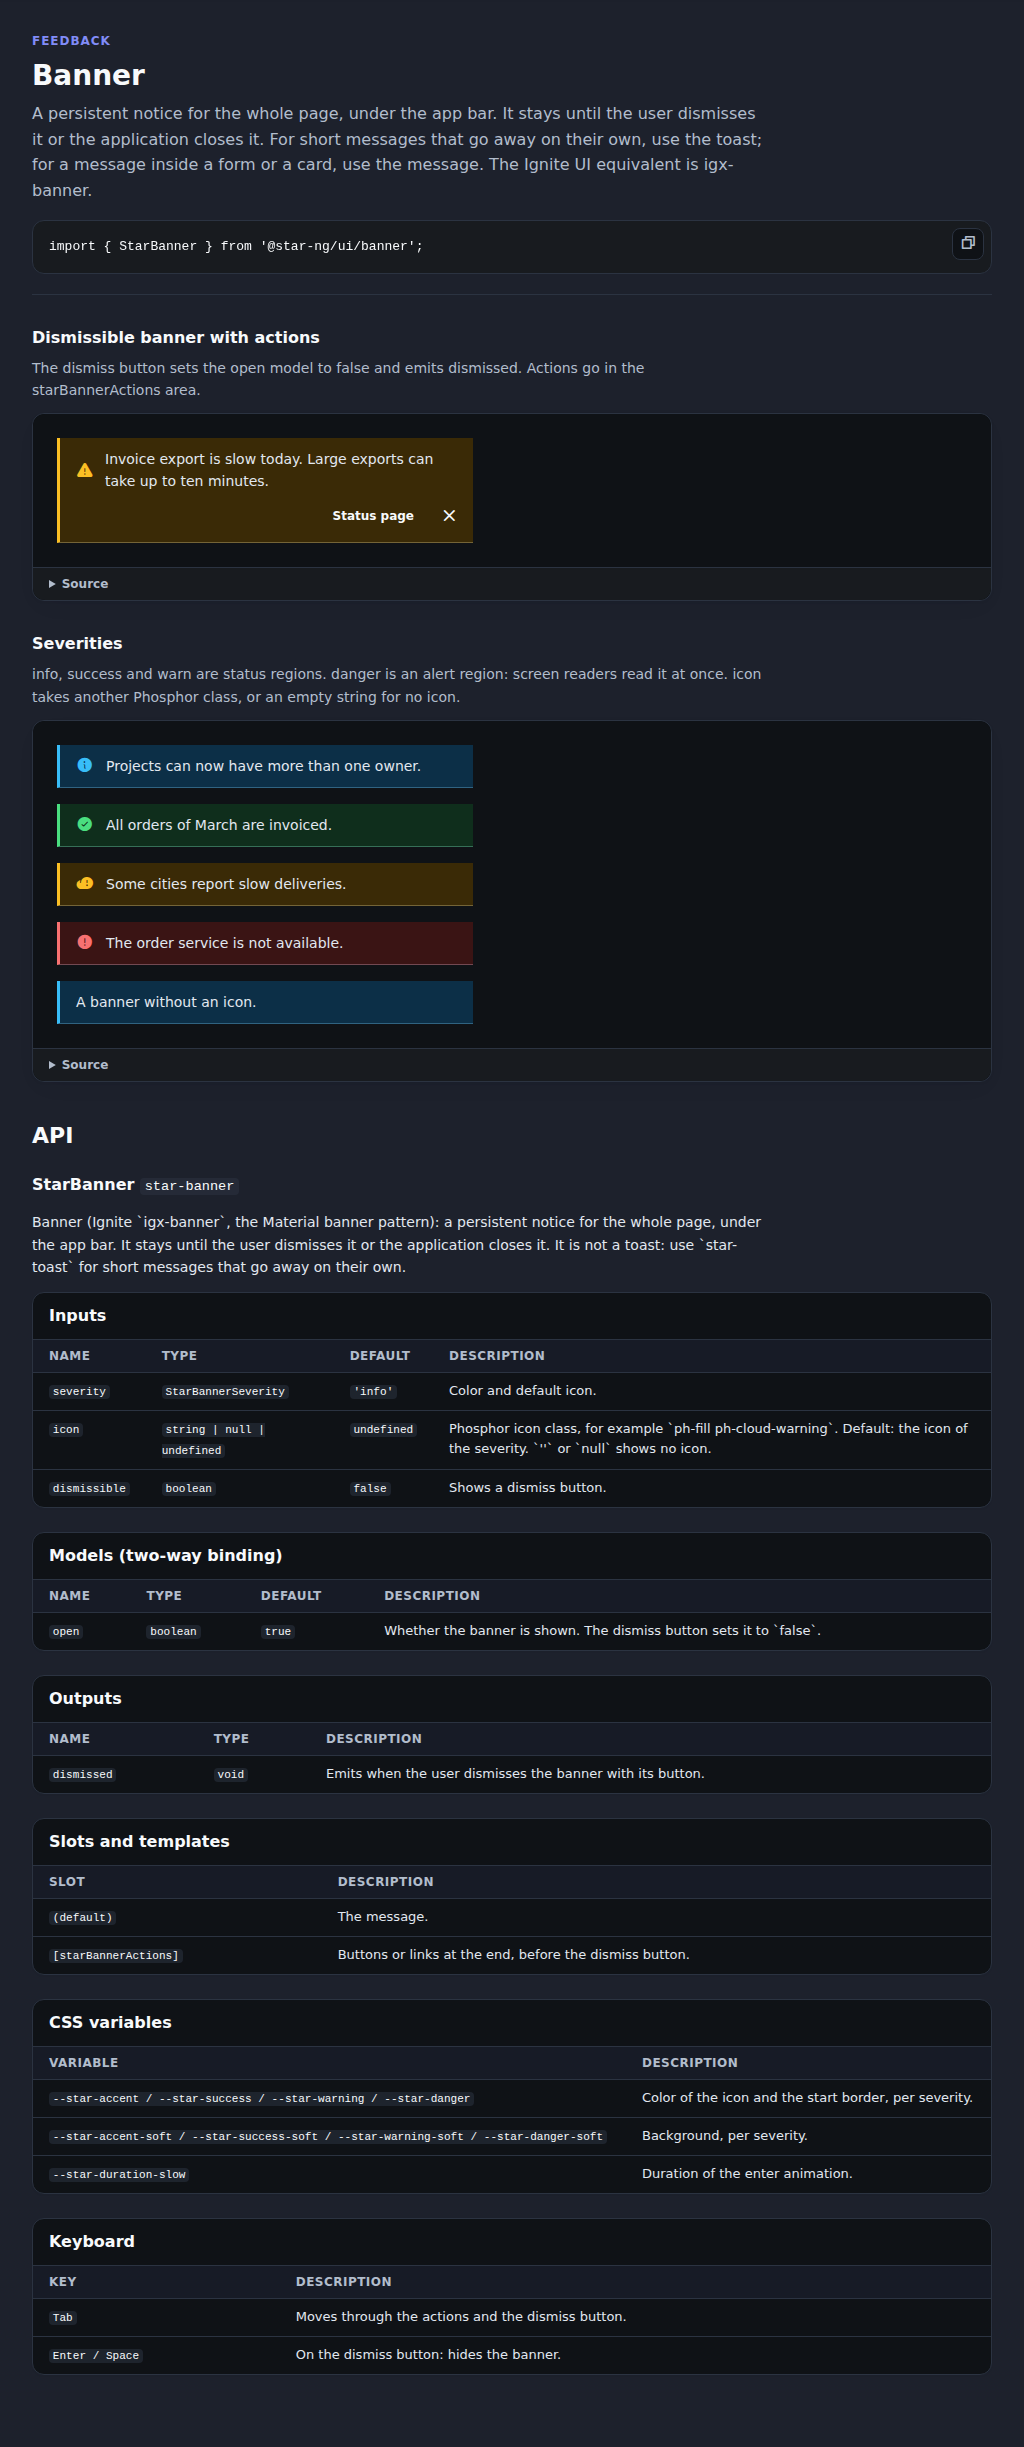 FEEDBACK
Banner
A persistent notice for the whole page, under the app bar. It stays until the user dismisses
it or the application closes it. For short messages that go away on their own, use the toast;
for a message inside a form or a card, use the message. The Ignite UI equivalent is igx-
banner.
import { StarBanner } from '@star-ng/ui/banner';
Dismissible banner with actions
The dismiss button sets the open model to false and emits dismissed. Actions go in the
starBannerActions area.
Invoice export is slow today. Large exports can
take up to ten minutes.
Status page
Source
Severities
info, success and warn are status regions. danger is an alert region: screen readers read it at once. icon
takes another Phosphor class, or an empty string for no icon.
Projects can now have more than one owner.
All orders of March are invoiced.
Some cities report slow deliveries.
The order service is not available.
A banner without an icon.
Source
API
StarBanner star-banner
Banner (Ignite `igx-banner`, the Material banner pattern): a persistent notice for the whole page, under
the app bar. It stays until the user dismisses it or the application closes it. It is not a toast: use `star-
toast` for short messages that go away on their own.
Inputs
NAME TYPE DEFAULT DESCRIPTION
severity StarBannerSeverity 'info' Color and default icon.
icon string | null | undefined Phosphor icon class, for example `ph-fill ph-cloud-warning`. Default: the icon of
undefined the severity. `''` or `null` shows no icon.
dismissible boolean false Shows a dismiss button.
Models (two-way binding)
NAME TYPE DEFAULT DESCRIPTION
open boolean true Whether the banner is shown. The dismiss button sets it to `false`.
Outputs
NAME TYPE DESCRIPTION
dismissed void Emits when the user dismisses the banner with its button.
Slots and templates
SLOT DESCRIPTION
(default) The message.
[starBannerActions] Buttons or links at the end, before the dismiss button.
CSS variables
VARIABLE DESCRIPTION
--star-accent / --star-success / --star-warning / --star-danger Color of the icon and the start border, per severity.
--star-accent-soft / --star-success-soft / --star-warning-soft / --star-danger-soft Background, per severity.
--star-duration-slow Duration of the enter animation.
Keyboard
KEY DESCRIPTION
Tab Moves through the actions and the dismiss button.
Enter / Space On the dismiss button: hides the banner.